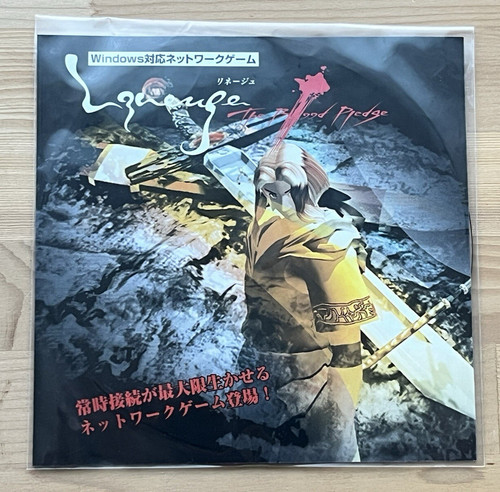 Windows対応ネットワークゲーム
リネージュ
Lineage
The Blood Pledge
常時接続が最大限生かせる
ネットワークゲーム登場！